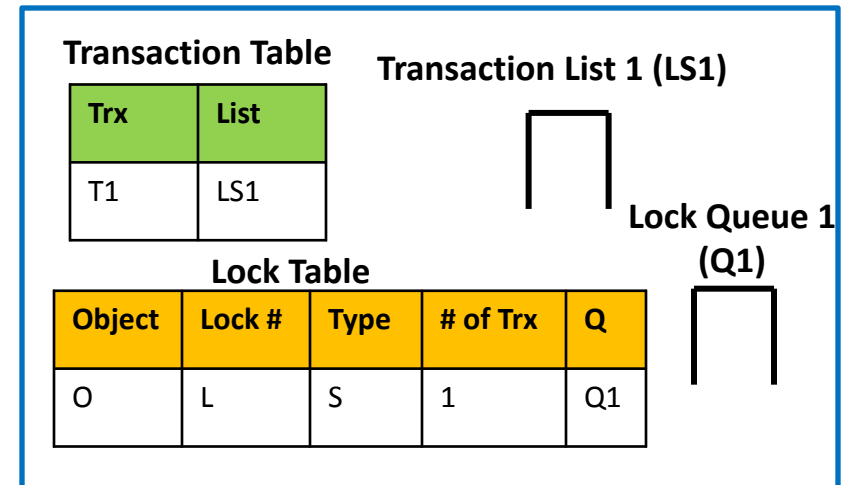 Transaction Table
Transaction List 1 (LS1)
Trx List
T1 LS1
Lock Queue 1
(Q1)
Lock Table
Object Lock # Type # of Trx Q
O L S 1 Q1